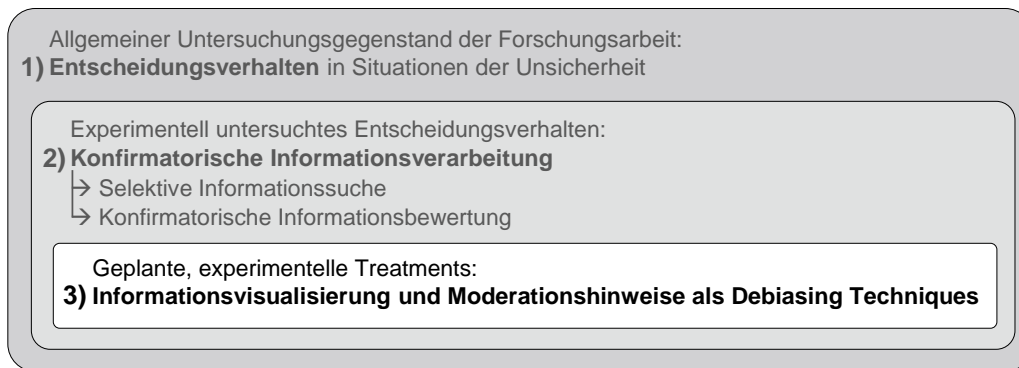 Allgemeiner Untersuchungsgegenstand der Forschungsarbeit:
1) Entscheidungsverhalten in Situationen der Unsicherheit
Experimentell untersuchtes Entscheidungsverhalten:
2) Konfirmatorische Informationsverarbeitung
Selektive Informationssuche
Konfirmatorische Informationsbewertung
Geplante, experimentelle Treatments:
3) Informationsvisualisierung und Moderationshinweise als Debiasing Techniques